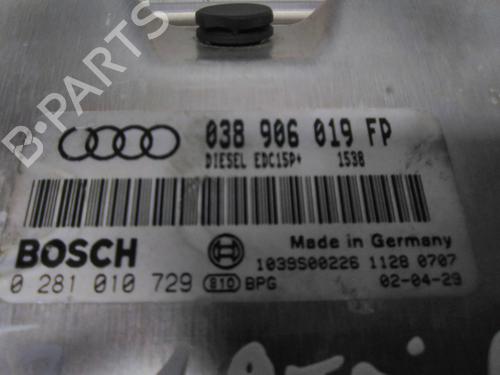 B-PARTS
038 906 019 FP
DIESEL EDC15P+ 1538
BOSCH
Made in Germany
1039S00226 1128 0707
0 281 010 729 810 BPG 02-04-29